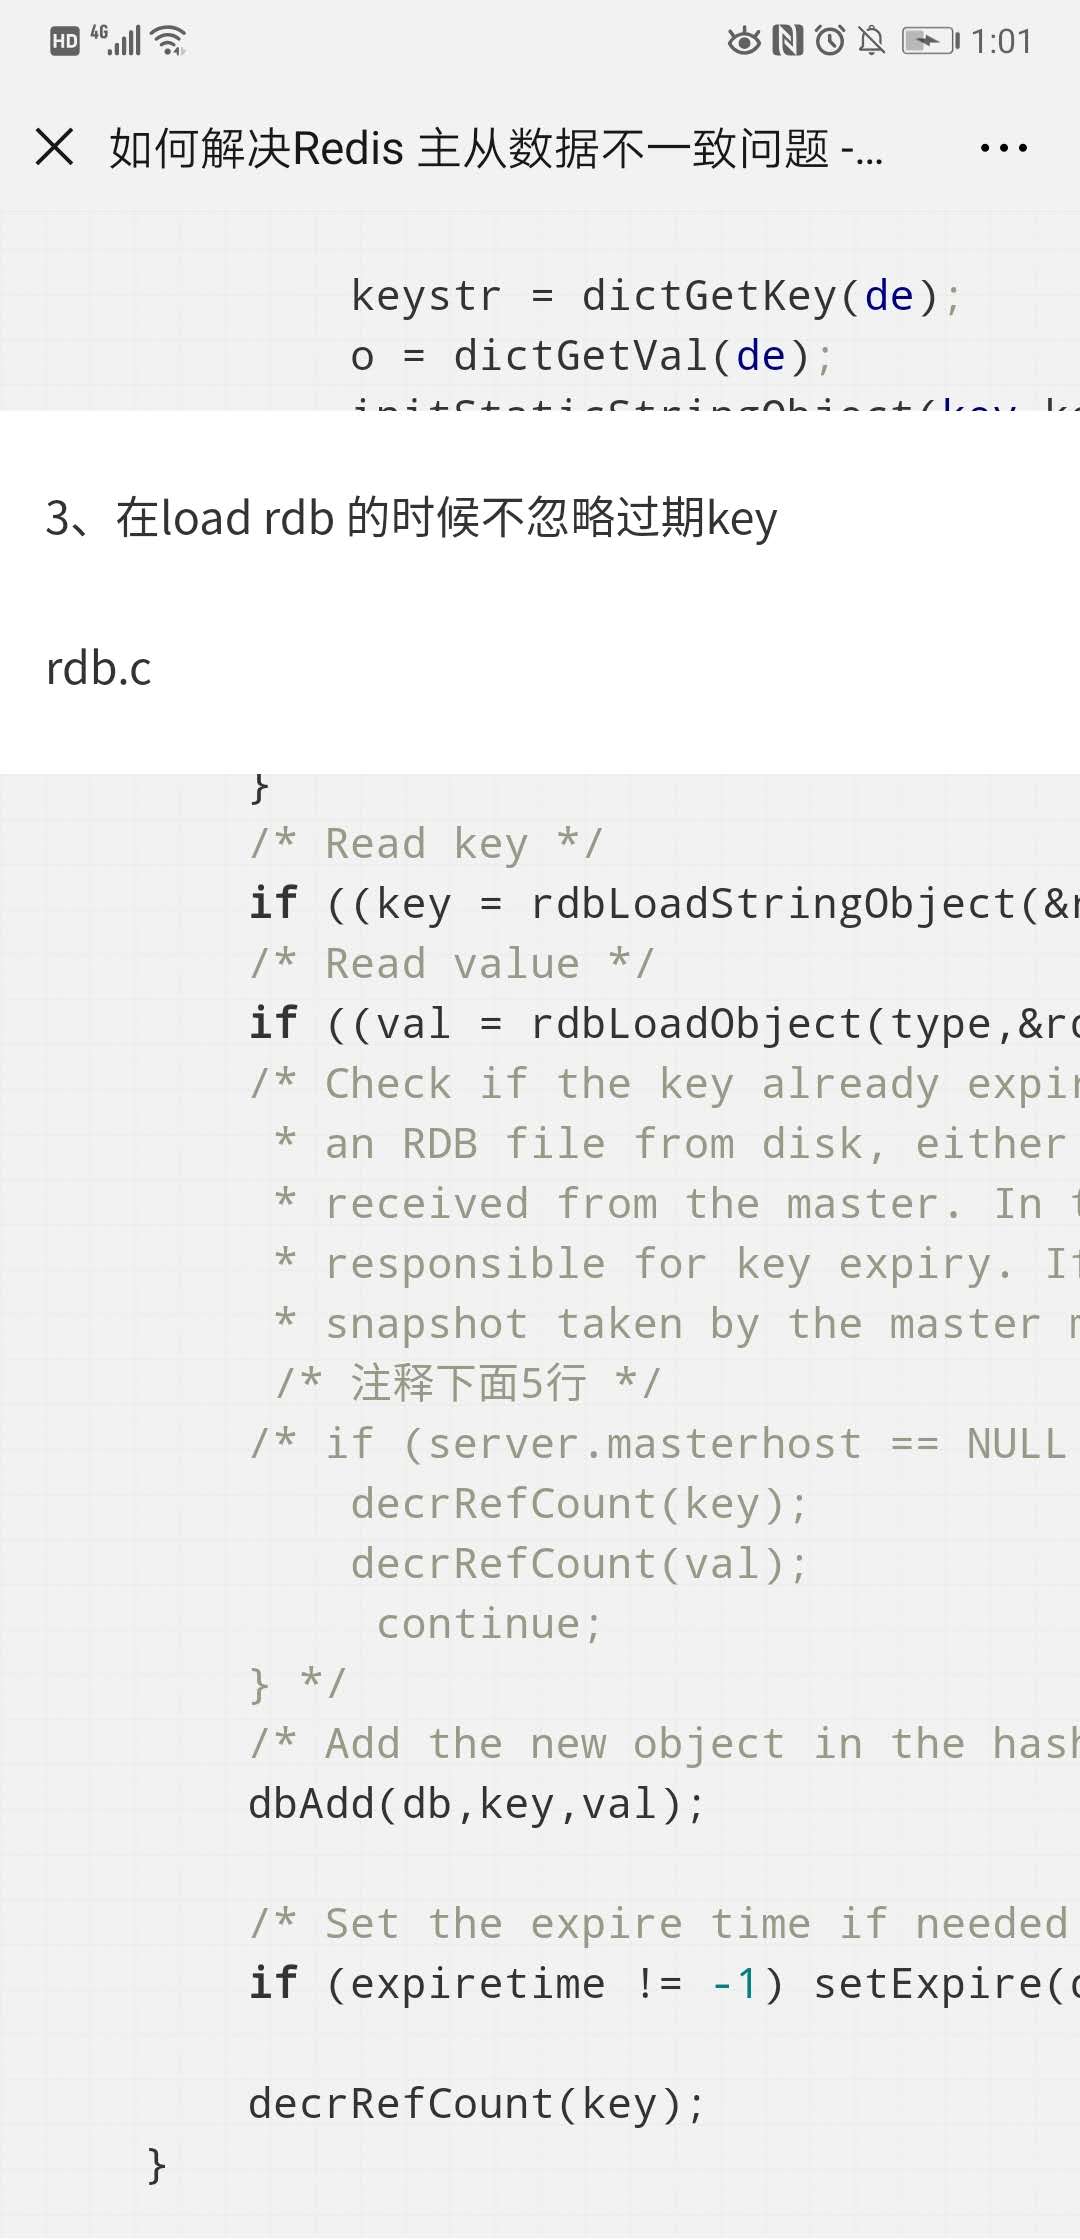 HD 4G 1:01
如何解决Redis 主从数据不一致问题 -...
keystr = dictGetKey(de);
o = dictGetVal(de);
initStaticStringObject(key
3、在load rdb 的时候不忽略过期key
rdb.c
}
/* Read key */
if ((key = rdbLoadStringObject(&r
/* Read value */
if ((val = rdbLoadObject(type,&r
/* Check if the key already expir
* an RDB file from disk, either
* received from the master. In
* responsible for key expiry. If
* snapshot taken by the master
/* 注释下面5行 */
/* if (server.masterhost == NULL
decrRefCount(key);
decrRefCount(val);
continue;
} */
/* Add the new object in the hash
dbAdd(db,key,val);
/* Set the expire time if needed
if (expiretime != -1) setExpire(
decrRefCount(key);
}